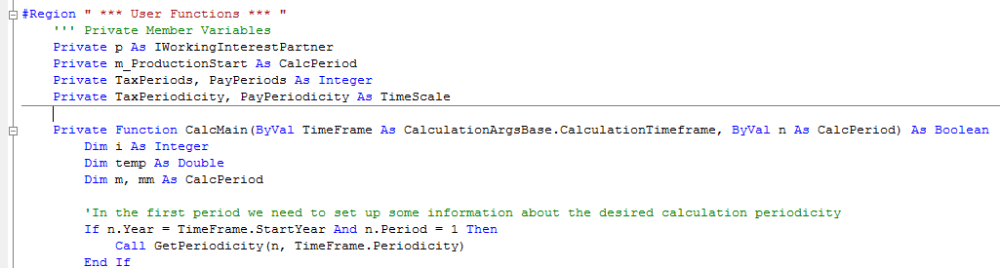 #Region " *** User Functions *** "
''' Private Member Variables
Private p As IWorkingInterestPartner
Private m_ProductionStart As CalcPeriod
Private TaxPeriods, PayPeriods As Integer
Private TaxPeriodicity, PayPeriodicity As TimeScale
Private Function CalcMain(ByVal TimeFrame As CalculationArgsBase.CalculationTimeframe, ByVal n As CalcPeriod) As Boolean
Dim i As Integer
Dim temp As Double
Dim m, mm As CalcPeriod
'In the first period we need to set up some information about the desired calculation periodicity
If n.Year = TimeFrame.StartYear And n.Period = 1 Then
Call GetPeriodicity(n, TimeFrame.Periodicity)
End If